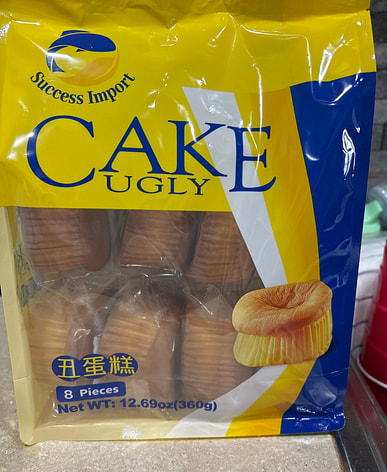 Success Import
CAKE
UGLY
丑蛋糕
8 Pieces
Net WT: 12.69oz(360g)